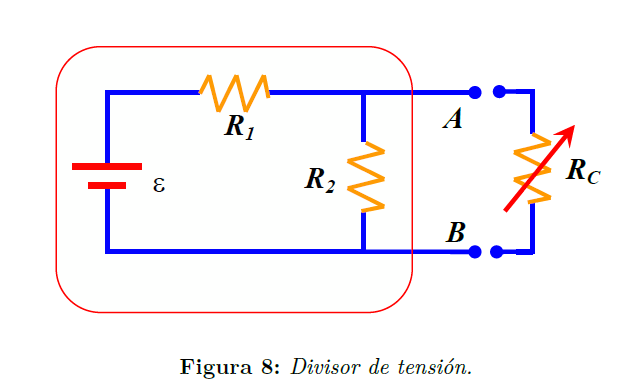 R1
A
ε
R2
RC
B
Figura 8: Divisor de tensión.